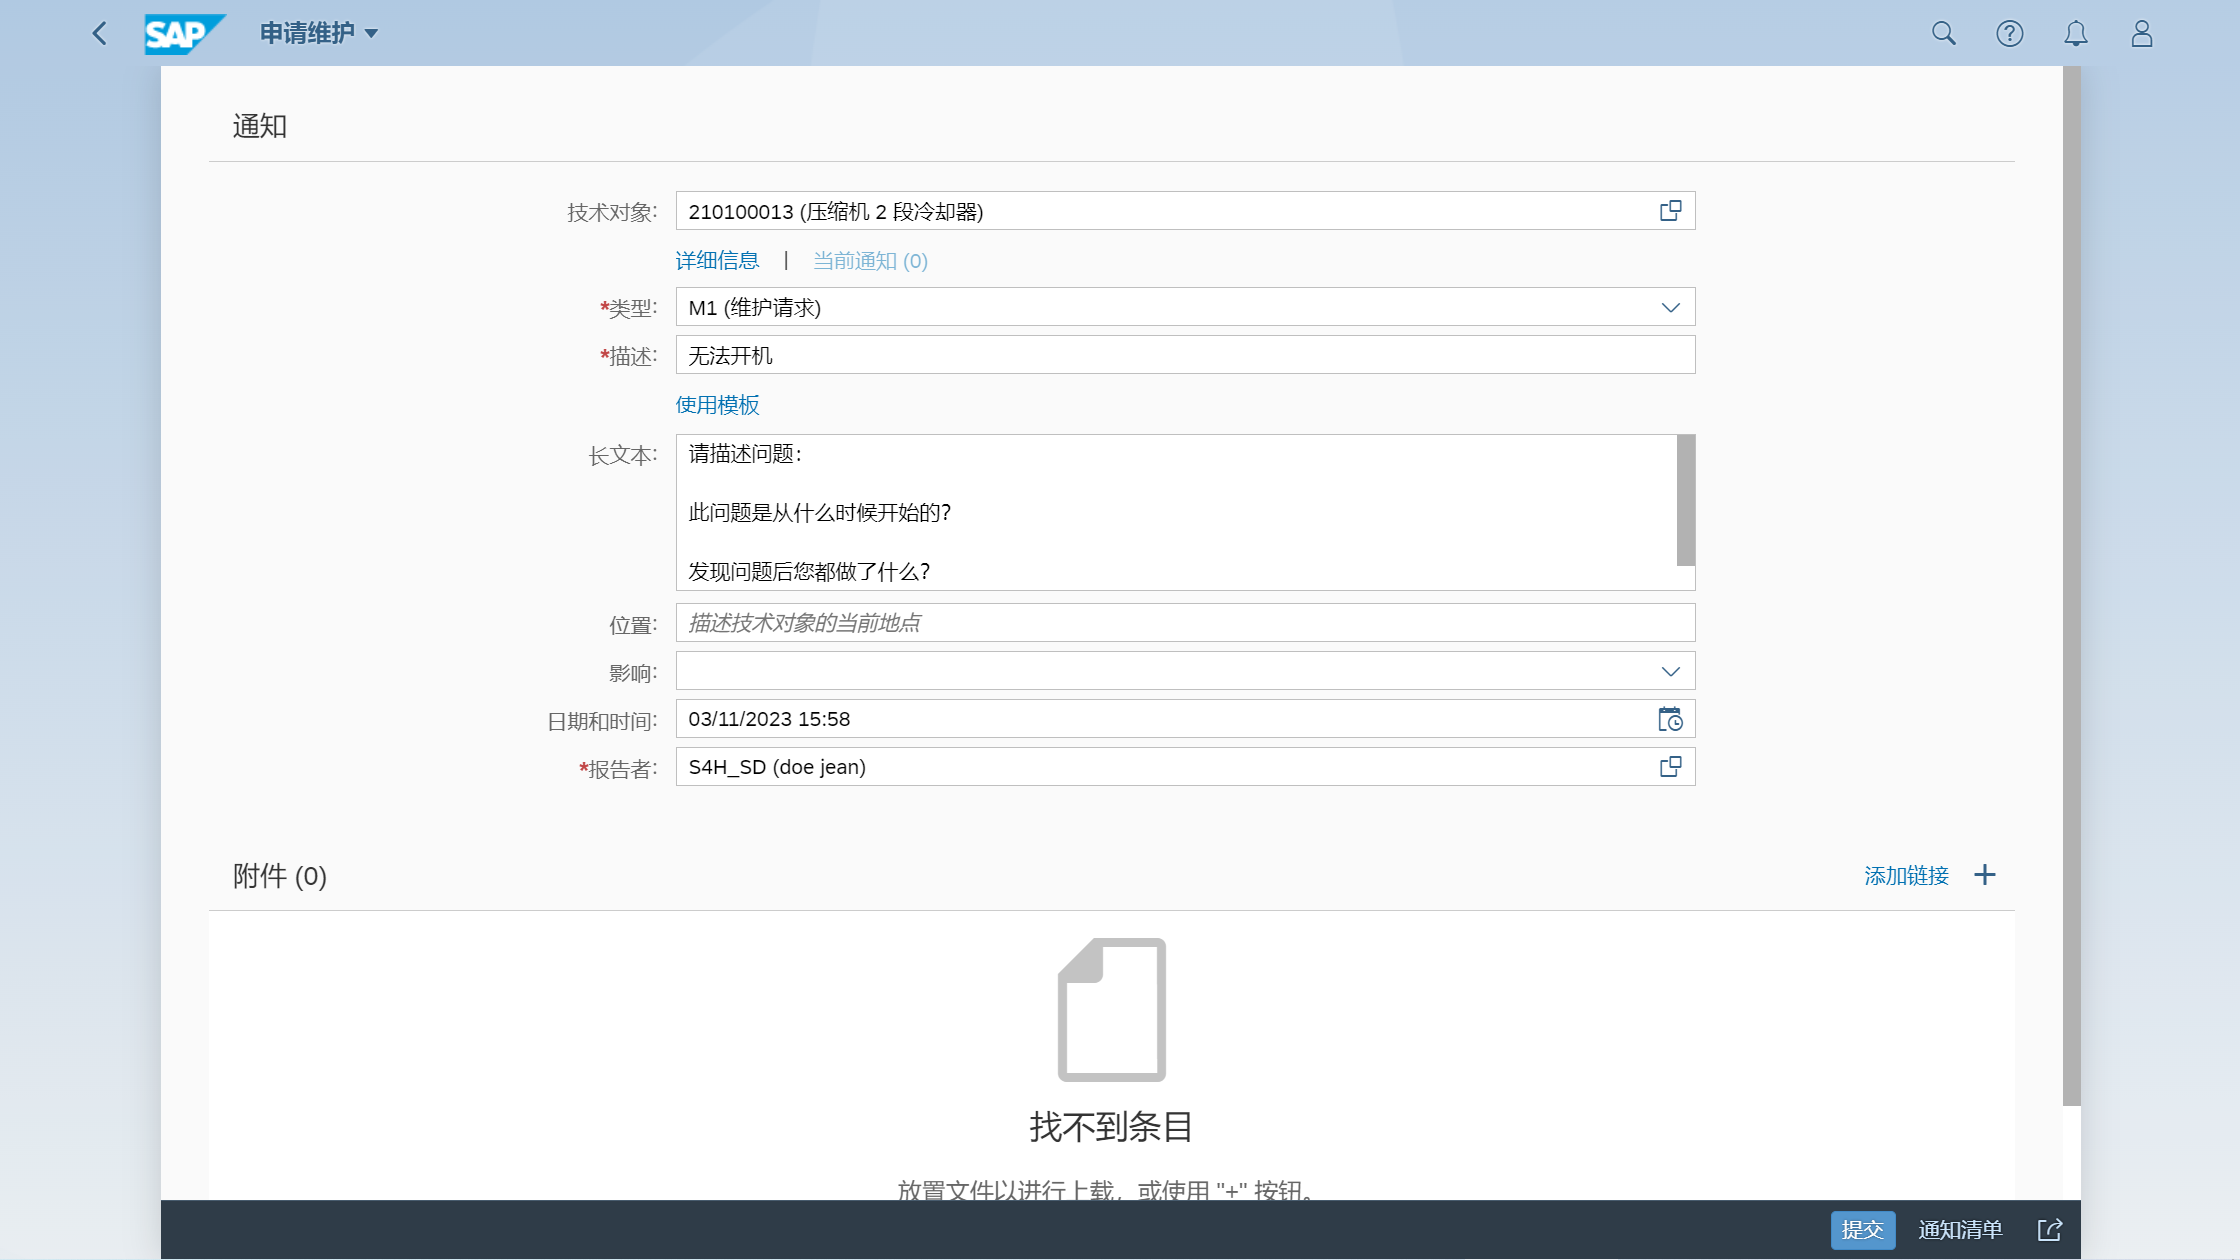 SAP 申请维护
通知
技术对象: 210100013 (压缩机 2 段冷却器)
详细信息 | 当前通知 (0)
*类型: M1 (维护请求)
*描述: 无法开机
使用模板
长文本: 请描述问题:
此问题是从什么时候开始的?
发现问题后您都做了什么?
位置: 描述技术对象的当前地点
影响:
日期和时间: 03/11/2023 15:58
*报告者: S4H_SD (doe jean)
附件 (0) 添加链接
找不到条目
放置文件以进行上载，或使用 "+" 按钮。
提交 通知清单